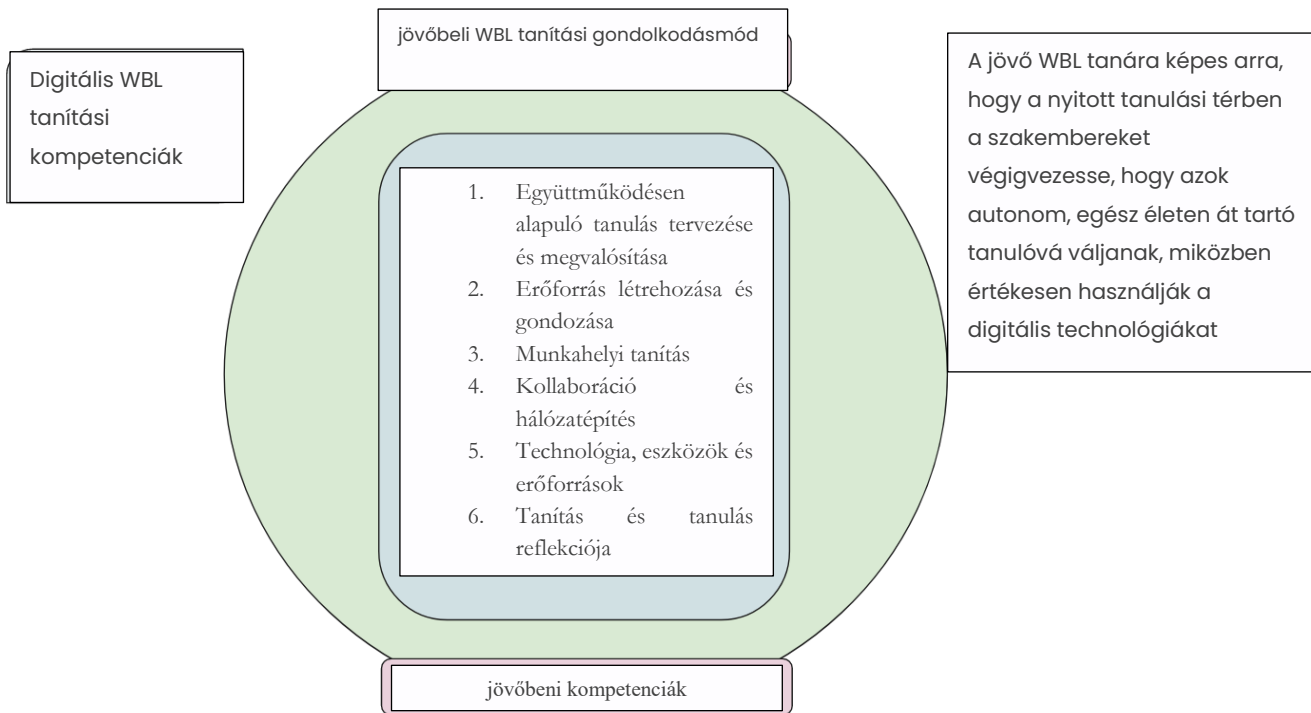 jövőbeli WBL tanítási gondolkodásmód
Digitális WBL
tanítási
kompetenciák
A jövő WBL tanára képes arra,
hogy a nyitott tanulási térben
a szakembereket
végigvezesse, hogy azok
autonom, egész életen át tartó
tanulóvá váljanak, miközben
értékesen használják a
digitális technológiákat
1. Együttműködésen
alapuló tanulás tervezése
és megvalósítása
2. Erőforrás létrehozása és
gondozása
3. Munkahelyi tanítás
4. Kollaboráció és
hálózatépítés
5. Technológia, eszközök és
erőforrások
6. Tanítás és tanulás
reflekciója
jövőbeni kompetenciák